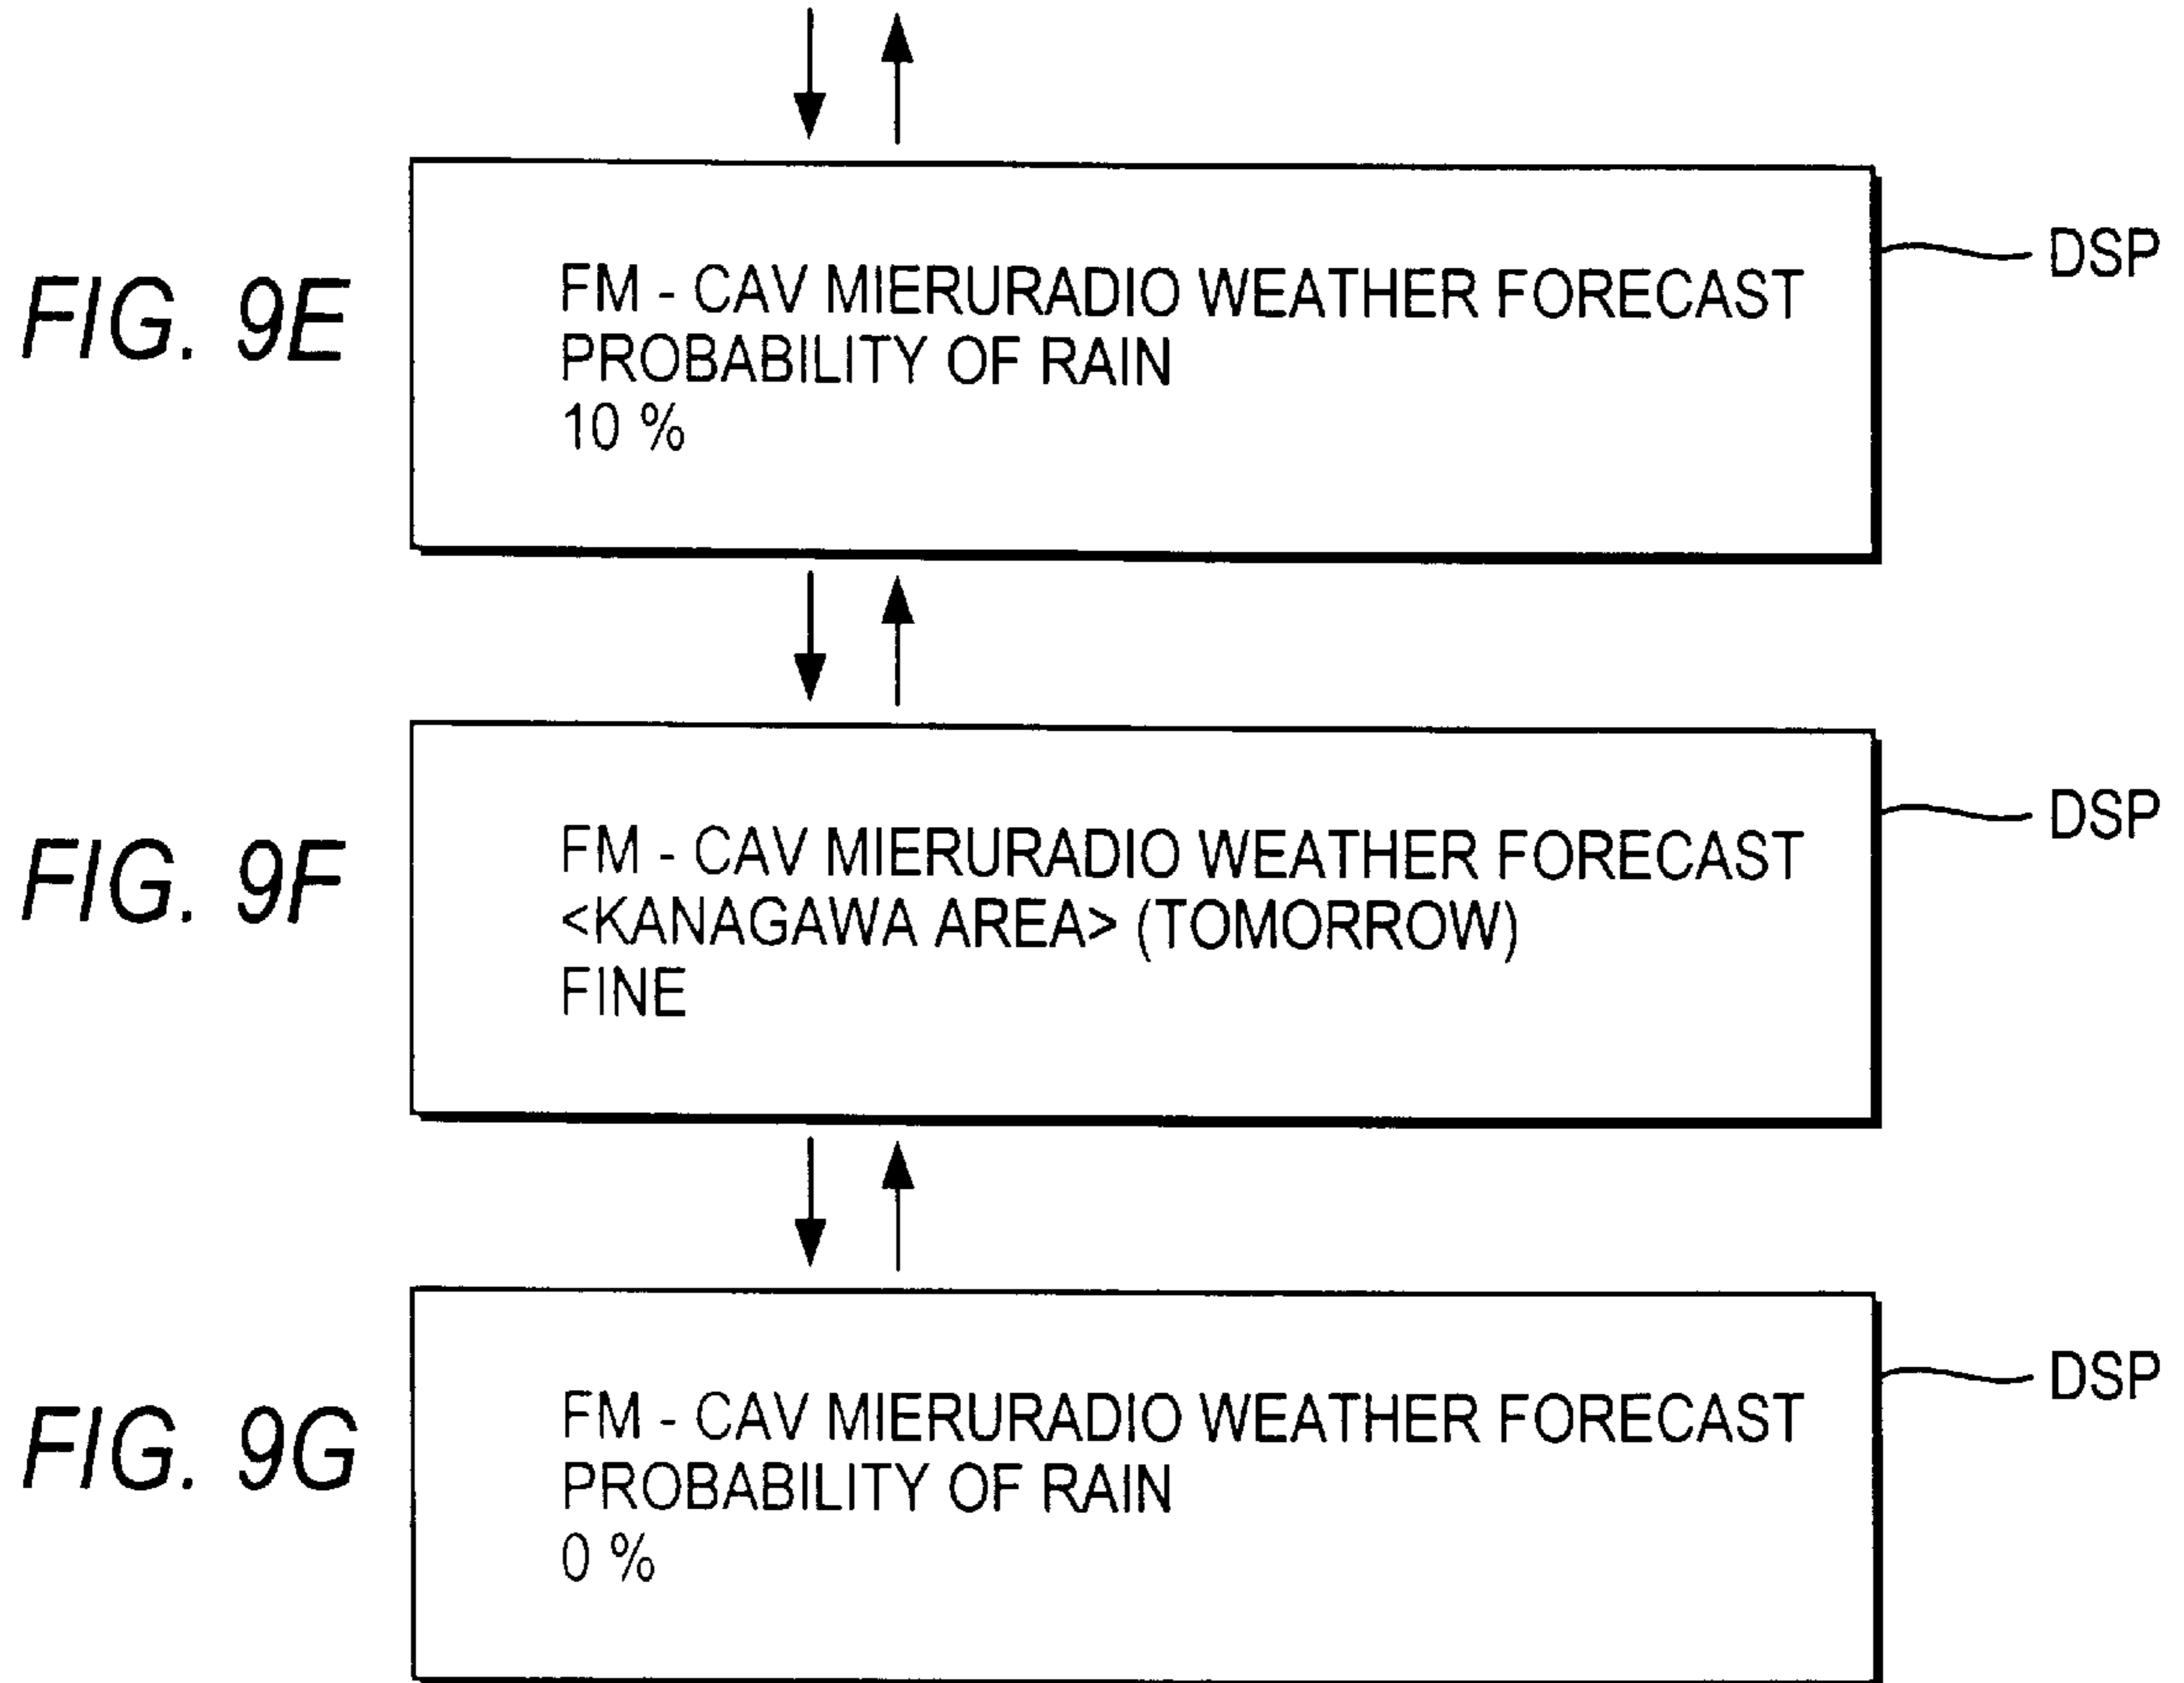 FIG. 9E
FM - CAV MIERURADIO WEATHER FORECAST
PROBABILITY OF RAIN
10 %
DSP
FIG. 9F
FM - CAV MIERURADIO WEATHER FORECAST
<KANAGAWA AREA> (TOMORROW)
FINE
DSP
FIG. 9G
FM - CAV MIERURADIO WEATHER FORECAST
PROBABILITY OF RAIN
0 %
DSP